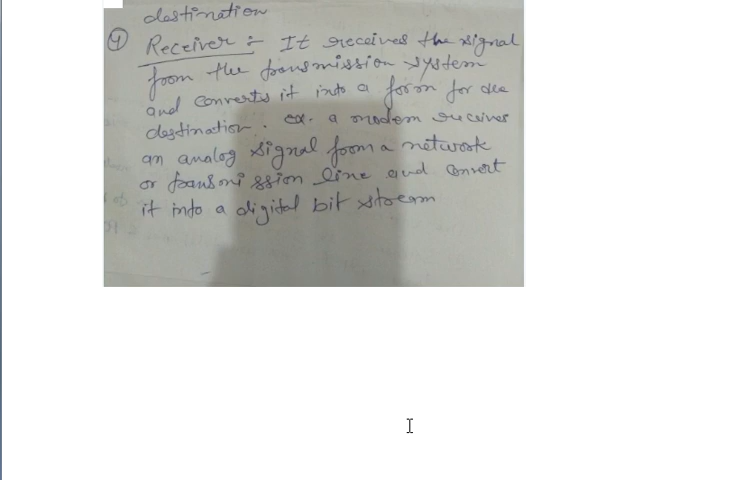 destination
④ Receiver :- It receives the signal
from the transmission system
and converts it into a form for the
destination. ex. a modem receives
an analog signal from a network
or transmission line and convert
it into a digital bit stream